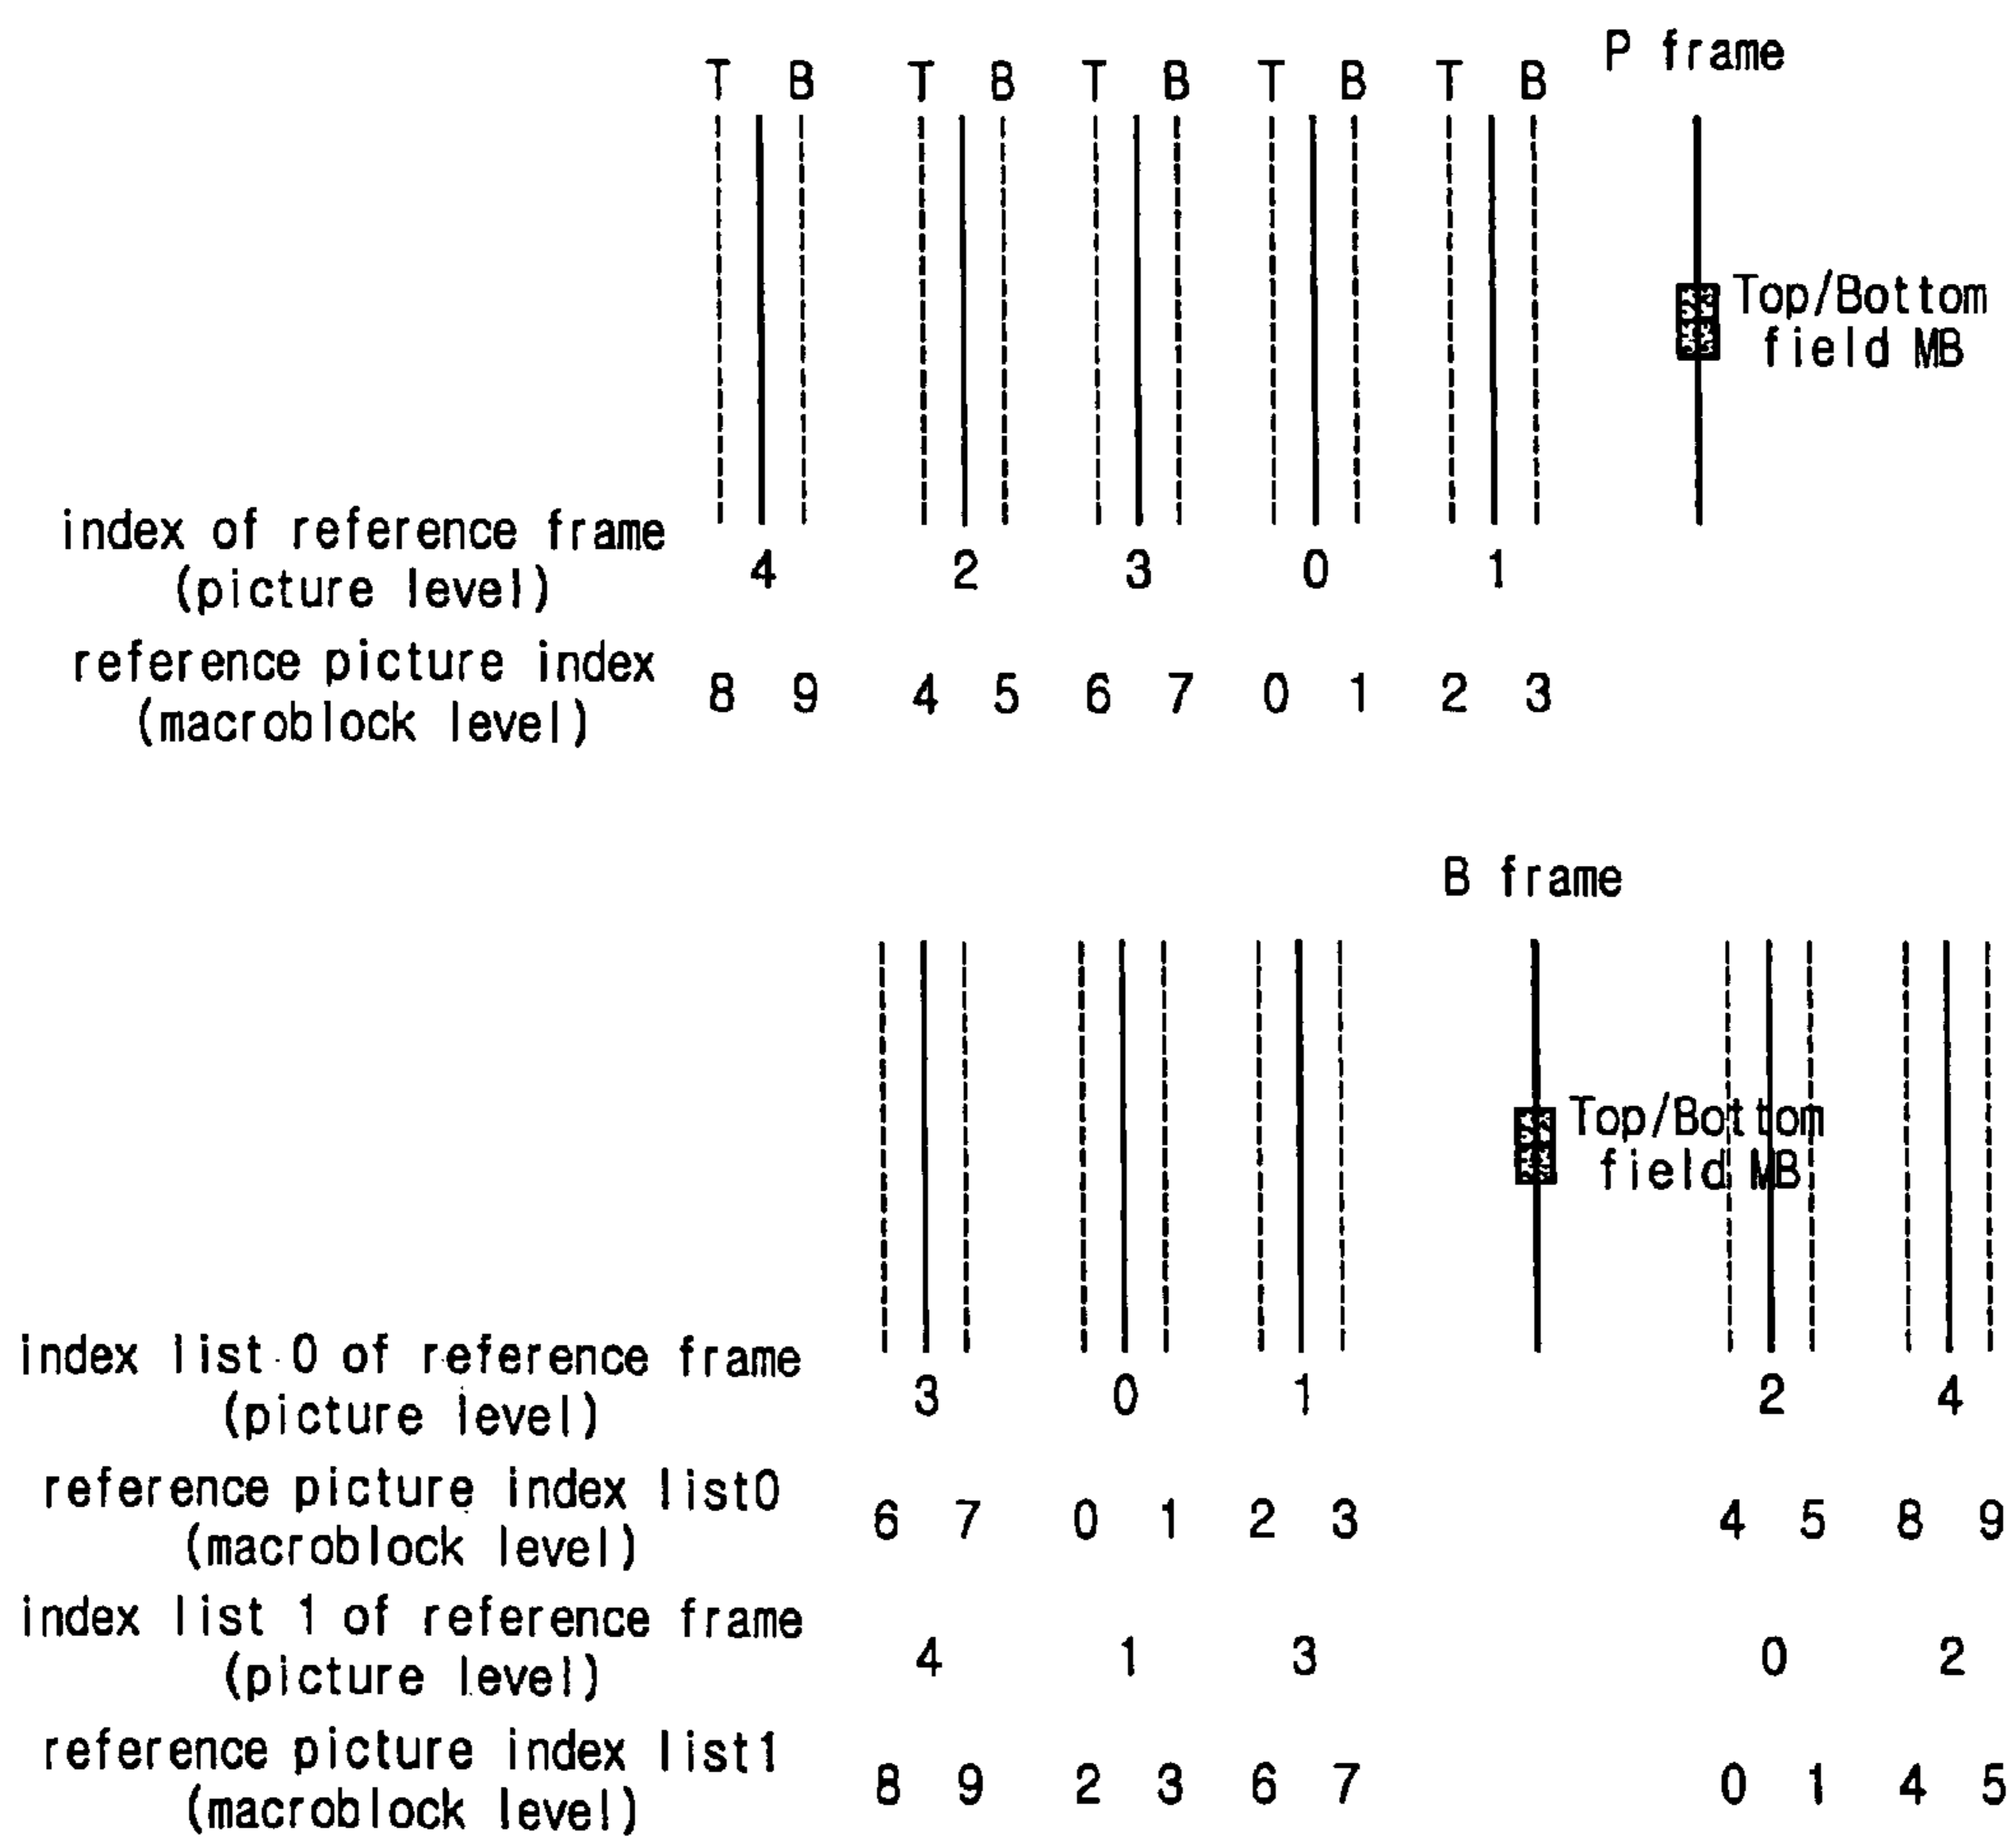 P frame
T B T B T B T B T B
Top/Bottom
field MB
index of reference frame
(picture level)
4 2 3 0 1
reference picture index
(macroblock level)
8 9 4 5 6 7 0 1 2 3
B frame
Top/Bottom
field MB
index list 0 of reference frame
(picture level)
3 0 1 2 4
reference picture index list0
(macroblock level)
6 7 0 1 2 3 4 5 8 9
index list 1 of reference frame
(picture level)
4 1 3 0 2
reference picture index list1
(macroblock level)
8 9 2 3 6 7 0 1 4 5